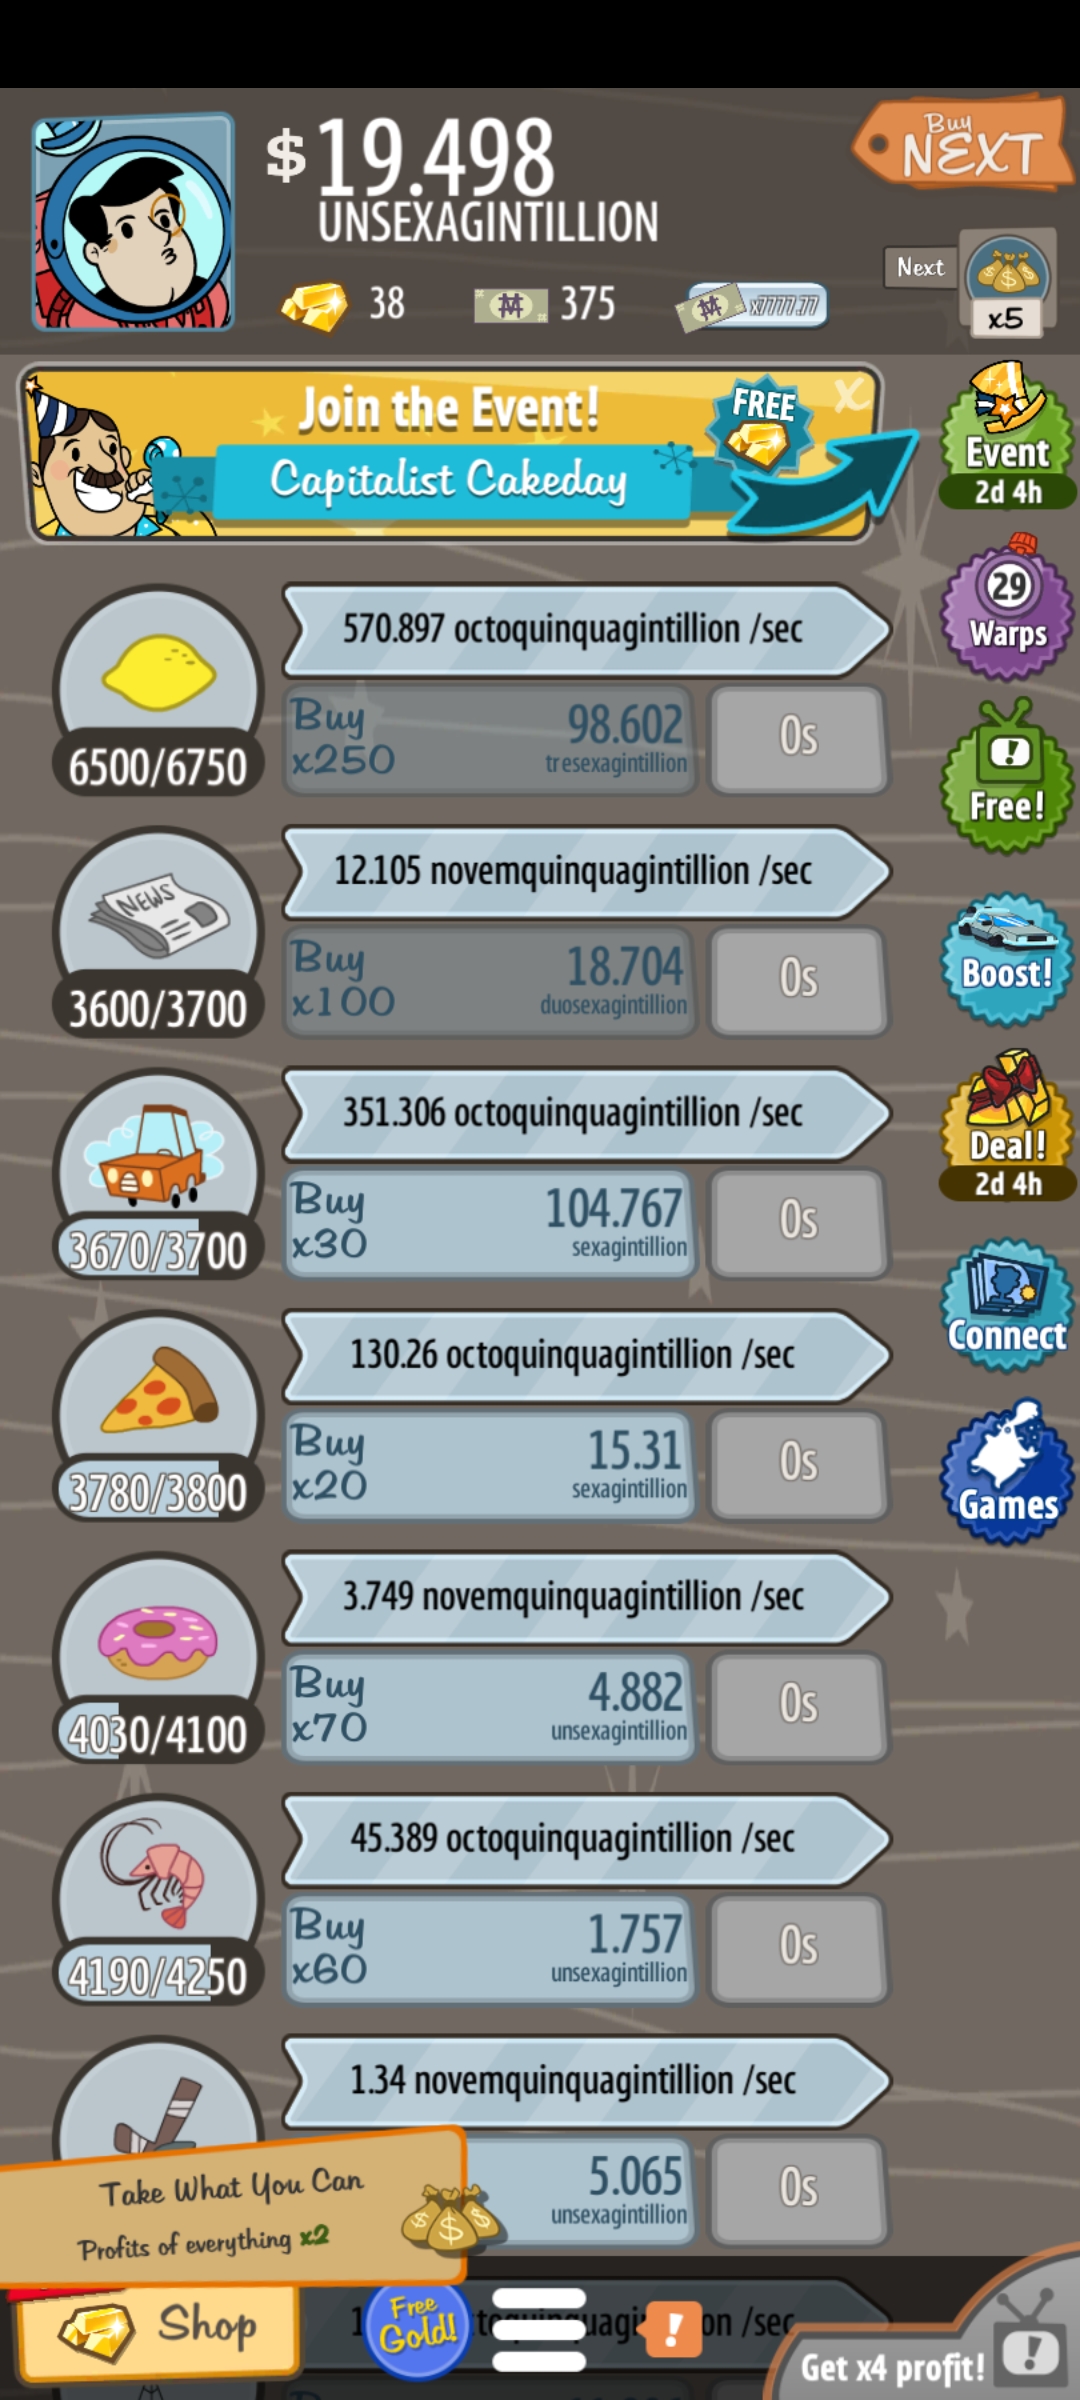 $19.498
UNSEXAGINTILLION
Buy
NEXT
38
375
x7777.77
Next
x5
Join the Event!
Capitalist Cakeday
FREE
X
Event
2d 4h
570.897 octoquinquagintillion /sec
Buy
x250
98.602
tresexagintillion
0s
6500/6750
29
Warps
Free!
12.105 novemquinquagintillion /sec
NEWS
Buy
x100
18.704
duosexagintillion
0s
3600/3700
Boost!
351.306 octoquinquagintillion /sec
Buy
x30
104.767
sexagintillion
0s
3670/3700
Deal!
2d 4h
130.26 octoquinquagintillion /sec
Buy
x20
15.31
sexagintillion
0s
3780/3800
Connect
Games
3.749 novemquinquagintillion /sec
Buy
x70
4.882
unsexagintillion
0s
4030/4100
45.389 octoquinquagintillion /sec
Buy
x60
1.757
unsexagintillion
0s
4190/4250
1.34 novemquinquagintillion /sec
5.065
unsexagintillion
0s
Take What You Can
Profits of everything x2
Shop
Free
Gold!
!
on /sec
Get x4 profit!
!